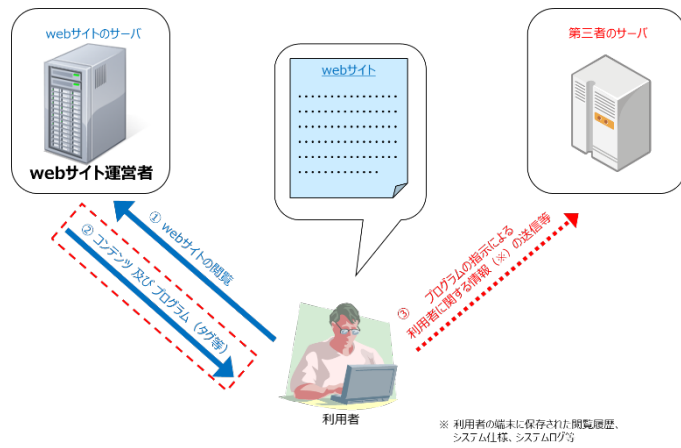 webサイトのサーバ
webサイト運営者
webサイト
第三者のサーバ
① webサイトの閲覧
② コンテンツ 及び プログラム（タグ等）
③ プログラムの指示による
利用者に関する情報（※）の送信等
利用者
※ 利用者の端末に保存された閲覧履歴、
システム仕様、システムログ等